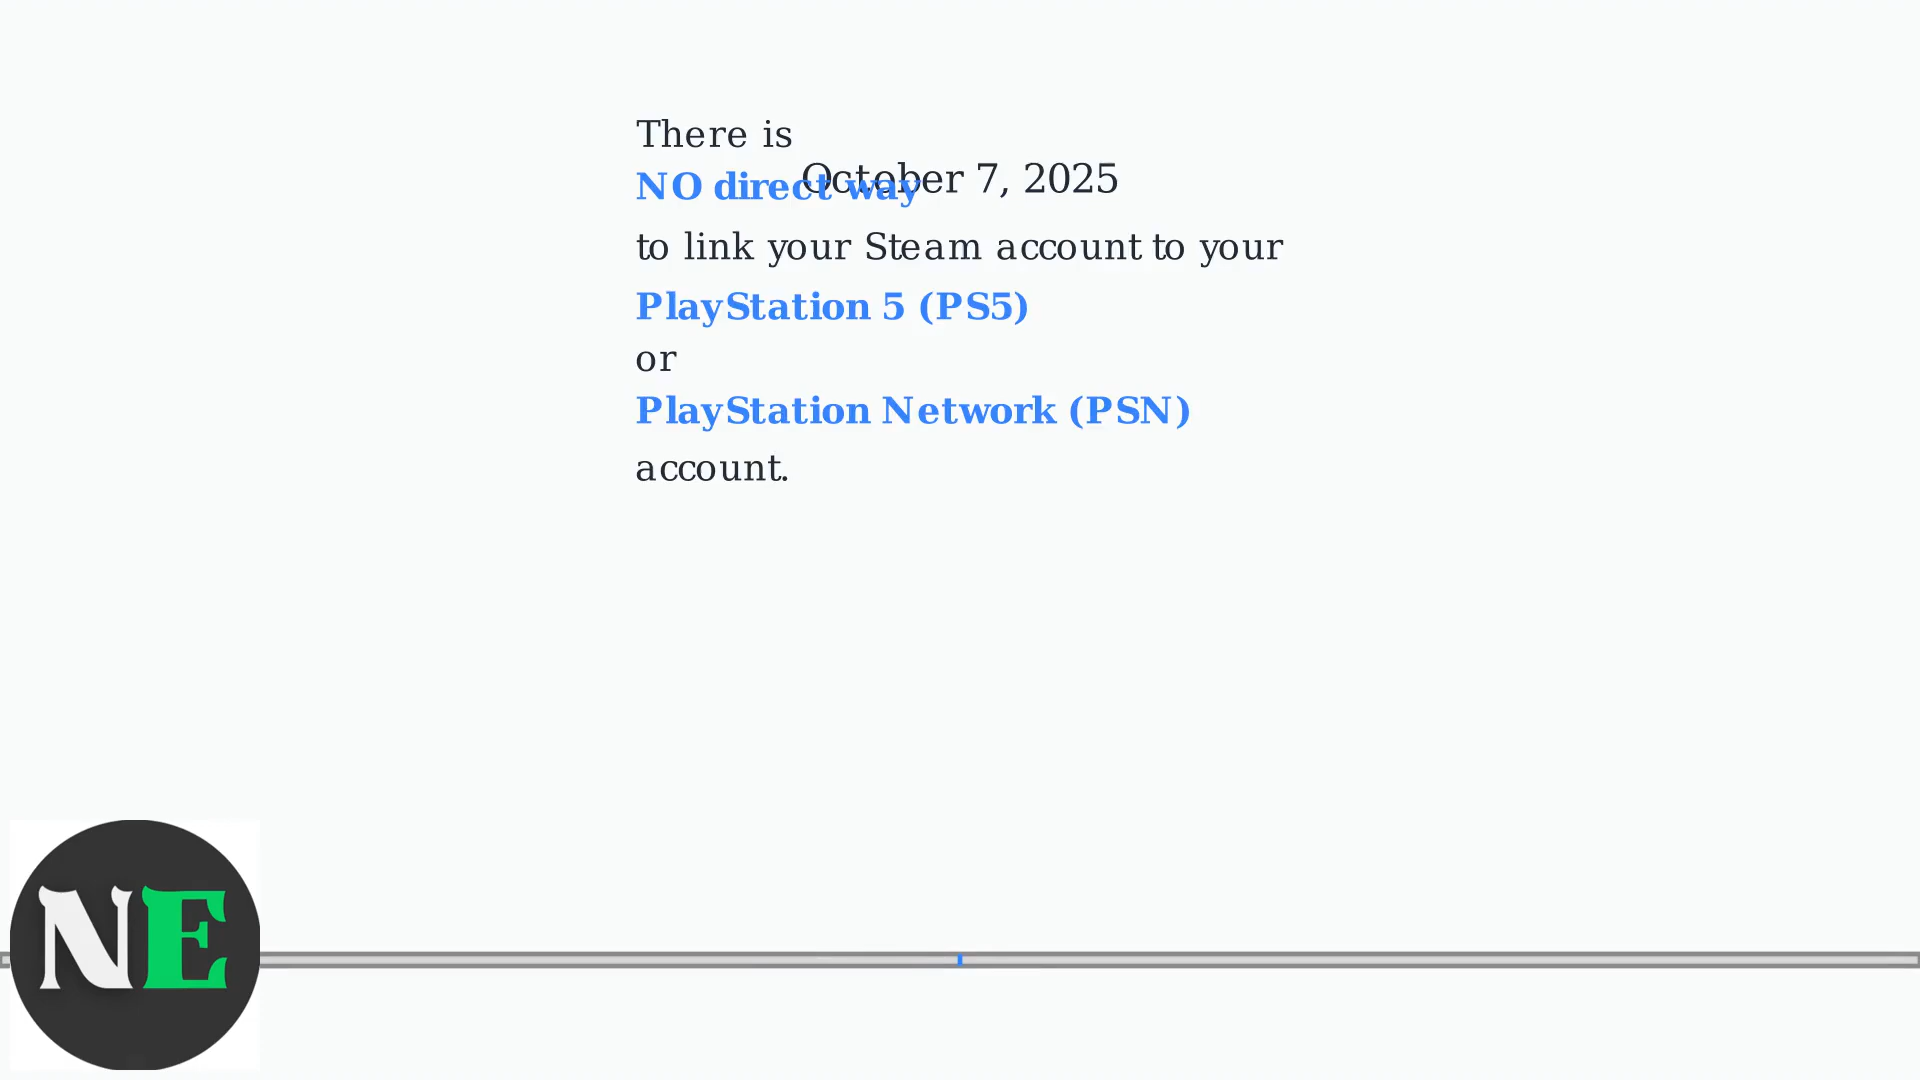 There is
October 7, 2025
NO direct way
to link your Steam account to your
PlayStation 5 (PS5)
or
PlayStation Network (PSN)
account.
NE